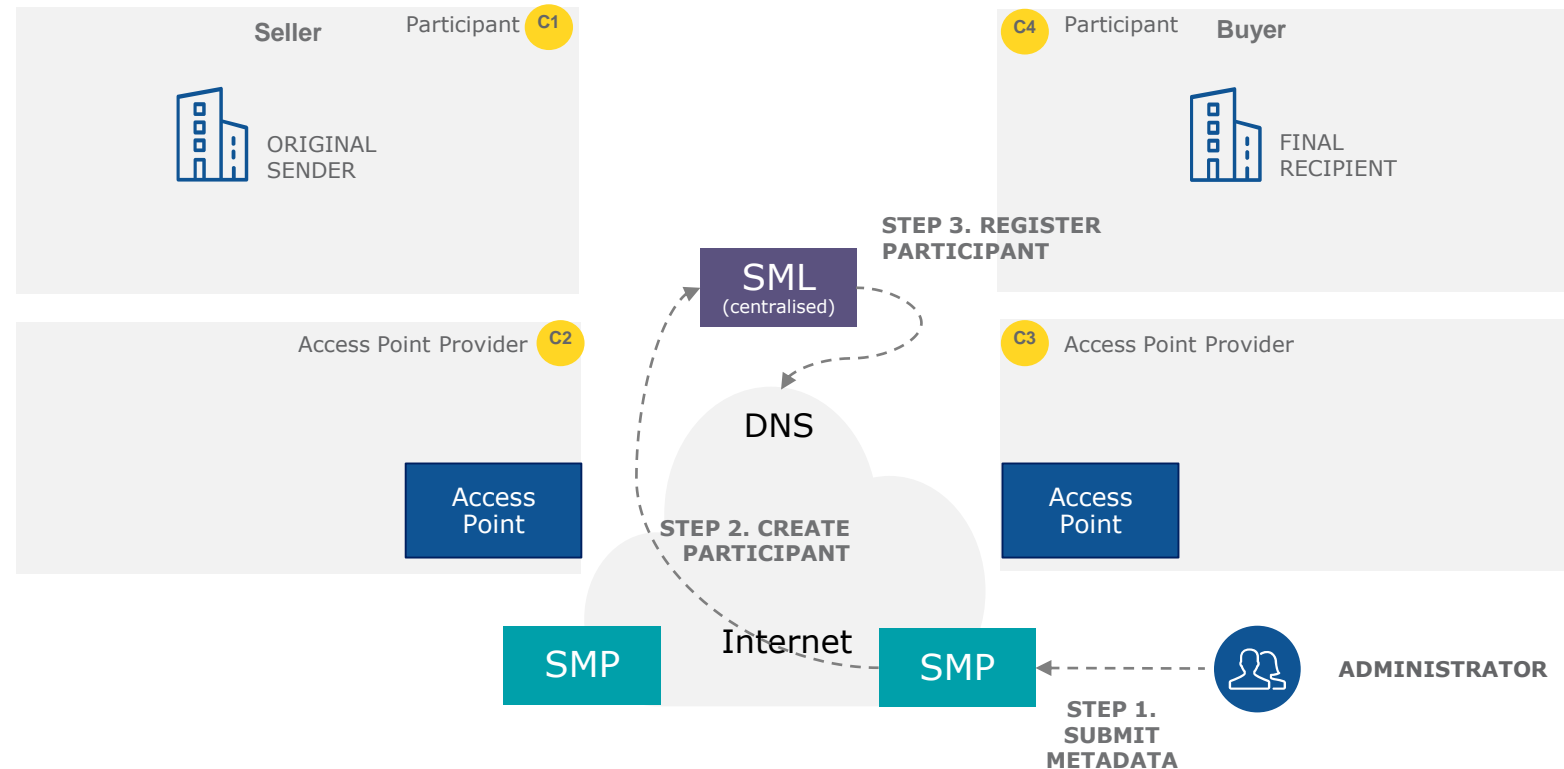 Seller
Participant
C1
C4
Participant
Buyer
ORIGINAL
SENDER
FINAL
RECIPIENT
STEP 3. REGISTER
PARTICIPANT
SML
(centralised)
Access Point Provider
C2
C3
Access Point Provider
DNS
Access
Point
Access
Point
STEP 2. CREATE
PARTICIPANT
Internet
SMP
SMP
ADMINISTRATOR
STEP 1.
SUBMIT
METADATA